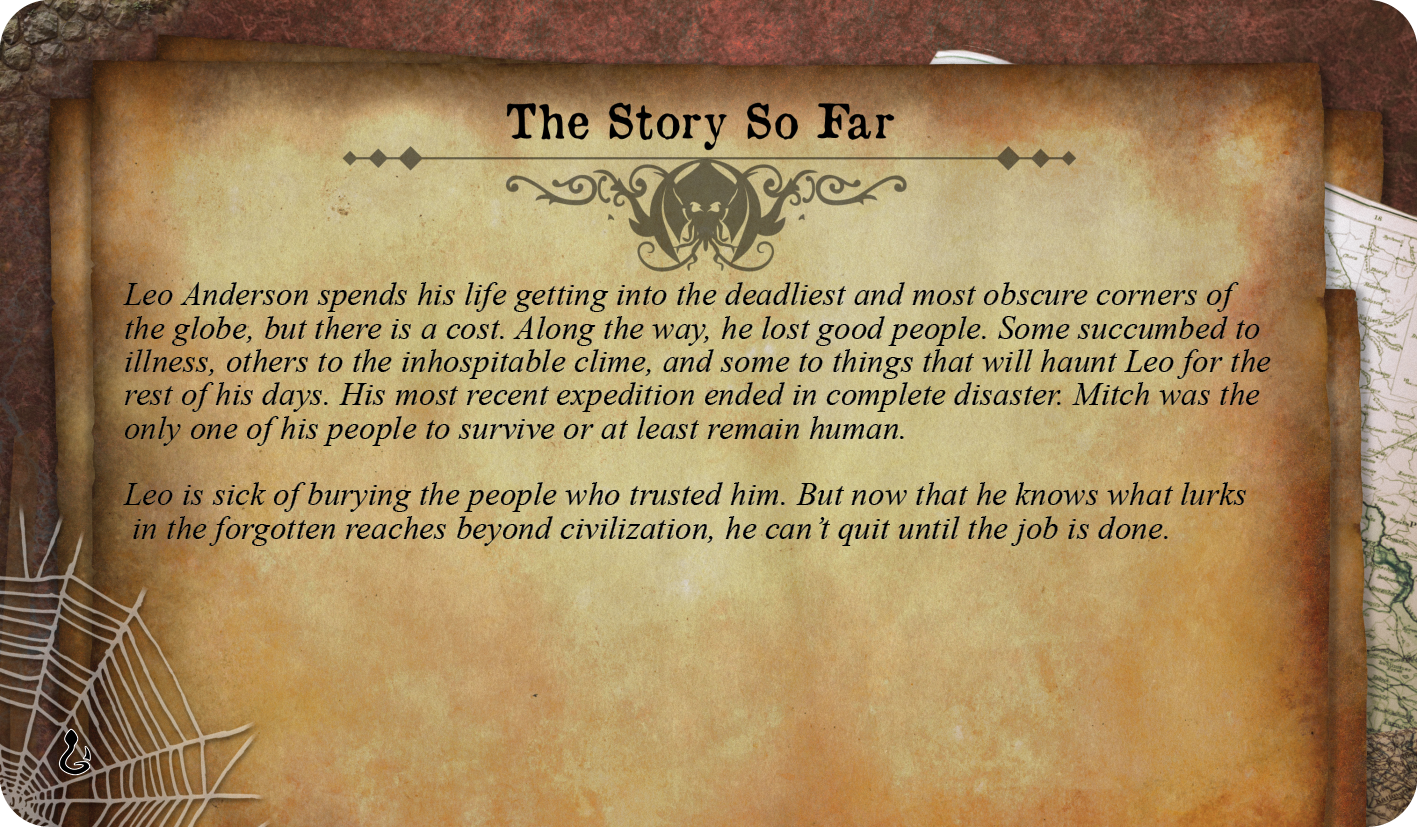 The Story So Far
Leo Anderson spends his life getting into the deadliest and most obscure corners of
the globe, but there is a cost. Along the way, he lost good people. Some succumbed to
illness, others to the inhospitable clime, and some to things that will haunt Leo for the
rest of his days. His most recent expedition ended in complete disaster. Mitch was the
only one of his people to survive or at least remain human.
Leo is sick of burying the people who trusted him. But now that he knows what lurks
in the forgotten reaches beyond civilization, he can’t quit until the job is done.